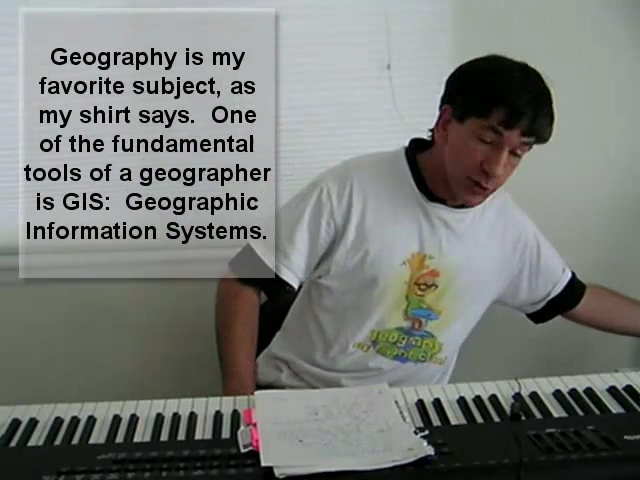 Geography is my
favorite subject, as
my shirt says.  One
of the fundamental
tools of a geographer
is GIS:  Geographic
Information Systems.
geography